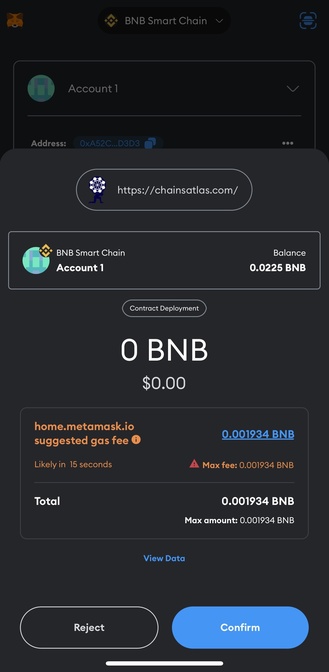 BNB Smart Chain
Account 1
Address: 0xA52C...D3D3
https://chainsatlas.com/
BNB Smart Chain
Balance
Account 1
0.0225 BNB
Contract Deployment
0 BNB
$0.00
home.metamask.io
suggested gas fee
0.001934 BNB
Likely in 15 seconds
Max fee: 0.001934 BNB
Total
0.001934 BNB
Max amount: 0.001934 BNB
View Data
Reject
Confirm